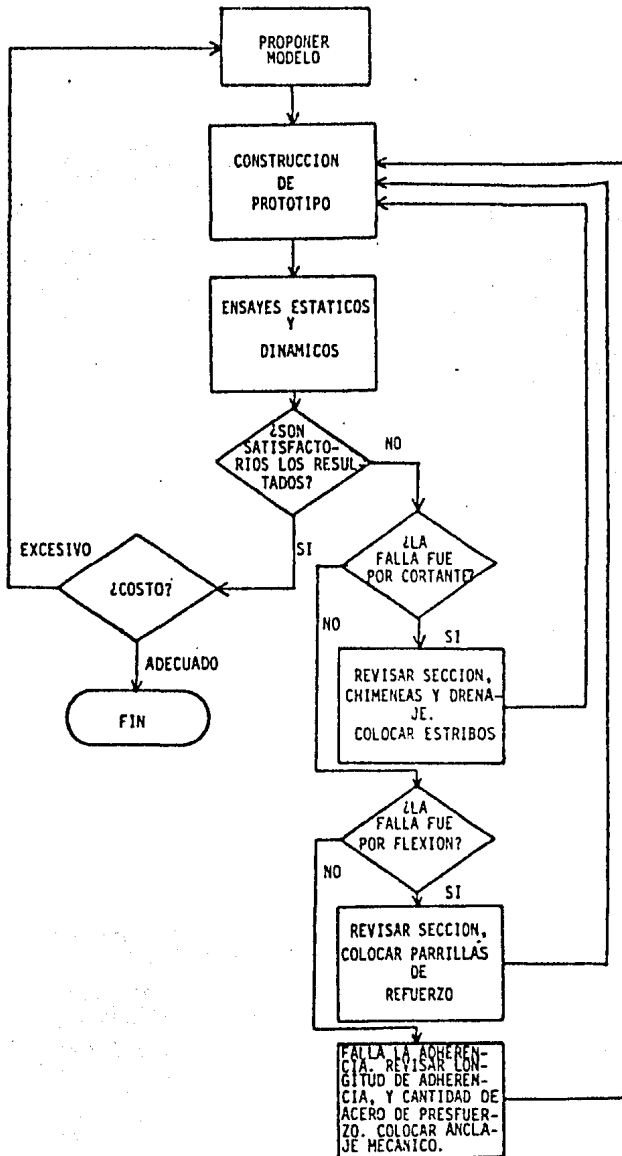 PROPONER
MODELO
CONSTRUCCION
DE
PROTOTIPO
ENSAYES ESTATICOS
Y
DINAMICOS
¿SON
SATISFACTO-
RIOS LOS RESUL-
TADOS?
NO
SI
EXCESIVO
¿COSTO?
ADECUADO
FIN
¿LA
FALLA FUE
POR CORTANTE?
NO
SI
REVISAR SECCION,
CHIMENEAS Y DRENA-
JE.
COLOCAR ESTRIBOS
¿LA
FALLA FUE
POR FLEXION?
NO
SI
REVISAR SECCION,
COLOCAR PARRILLAS
DE
REFUERZO
FALLA LA ADHEREN-
CIA. REVISAR LON-
GITUD DE ADHEREN-
CIA, Y CANTIDAD DE
ACERO DE PRESFUER-
ZO. COLOCAR ANCLA-
JE MECANICO.